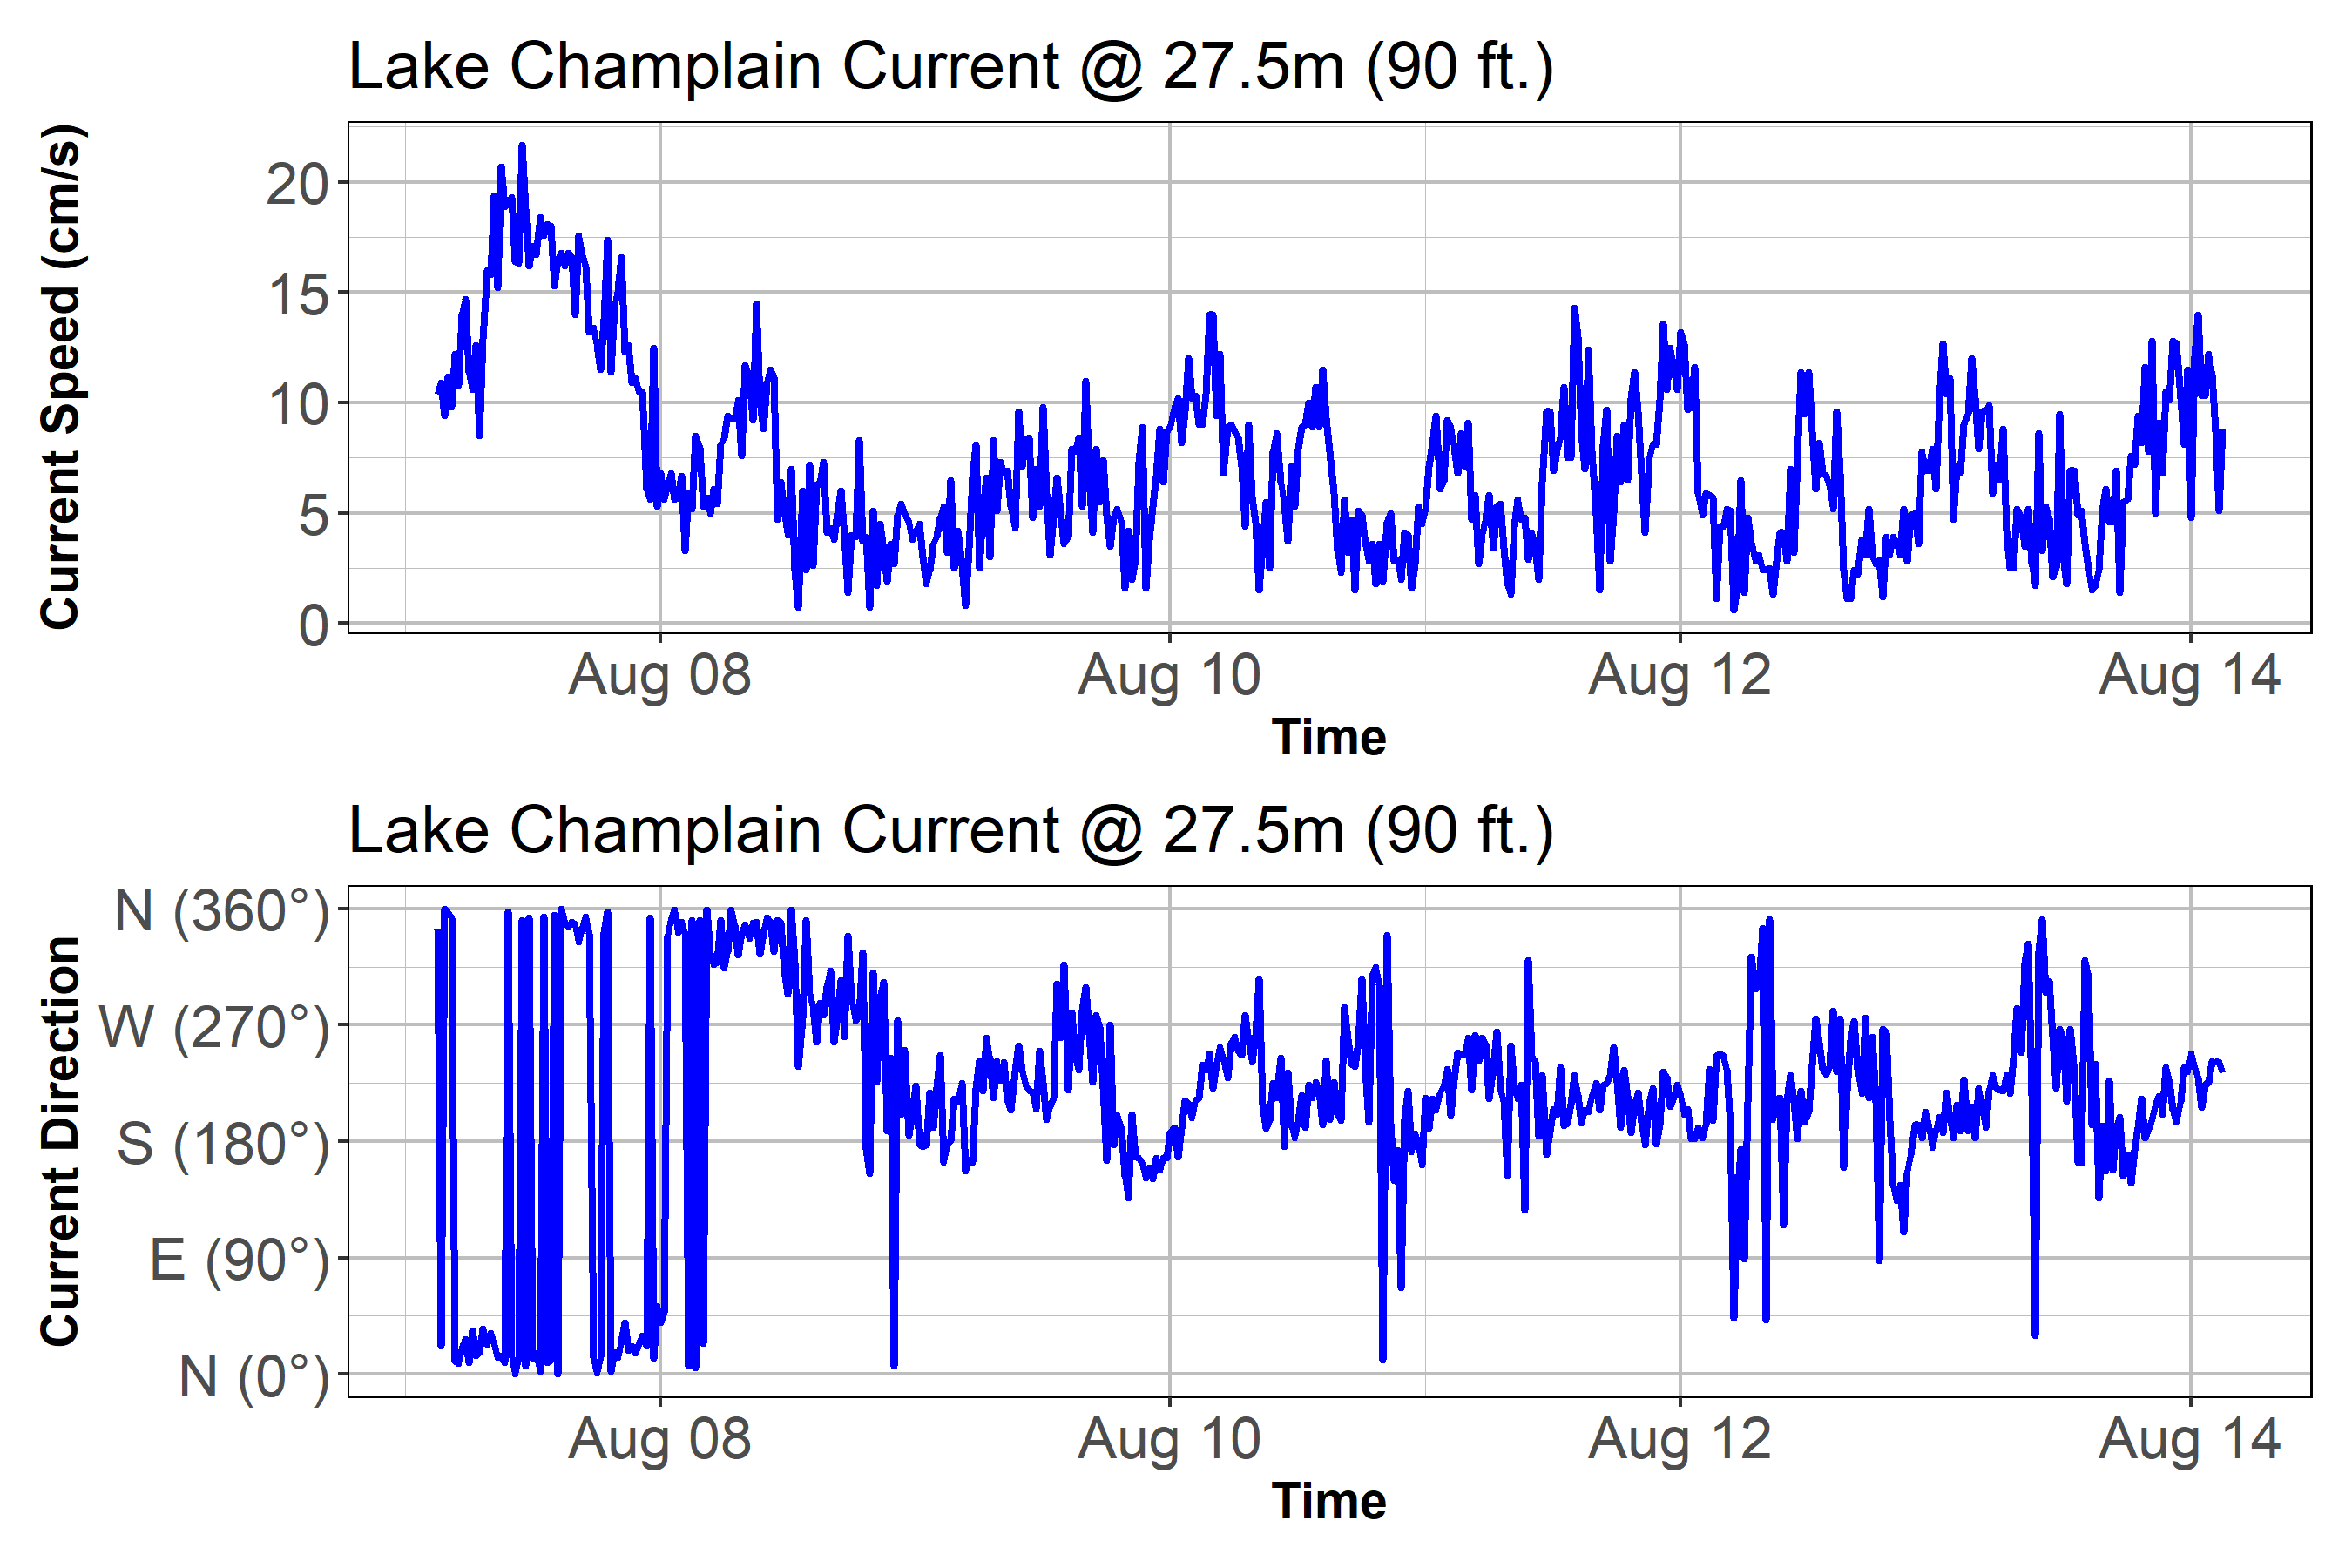 Lake Champlain Current @ 27.5m (90 ft.)
Current Speed (cm/s)
20
15
10
5
0
Aug 08 Aug 10 Aug 12 Aug 14
Time
Lake Champlain Current @ 27.5m (90 ft.)
Current Direction
N (360°)
W (270°)
S (180°)
E (90°)
N (0°)
Aug 08 Aug 10 Aug 12 Aug 14
Time